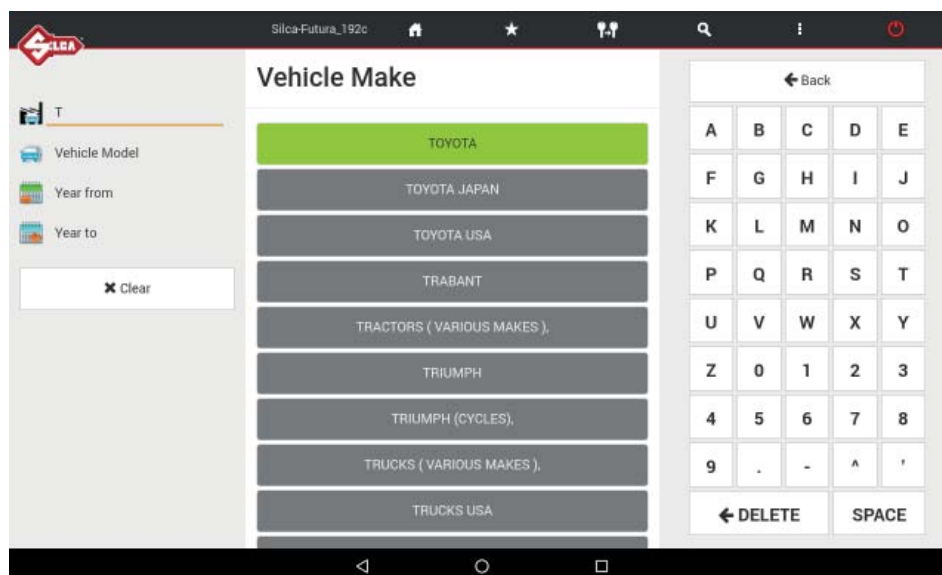 Silca-Futura_192c
SILCA
T
Vehicle Model
Year from
Year to
Clear
Vehicle Make
TOYOTA
TOYOTA JAPAN
TOYOTA USA
TRABANT
TRACTORS ( VARIOUS MAKES ),
TRIUMPH
TRIUMPH (CYCLES),
TRUCKS ( VARIOUS MAKES ),
TRUCKS USA
Back
A B C D E
F G H I J
K L M N O
P Q R S T
U V W X Y
Z 0 1 2 3
4 5 6 7 8
9 . - ^ '
DELETE SPACE